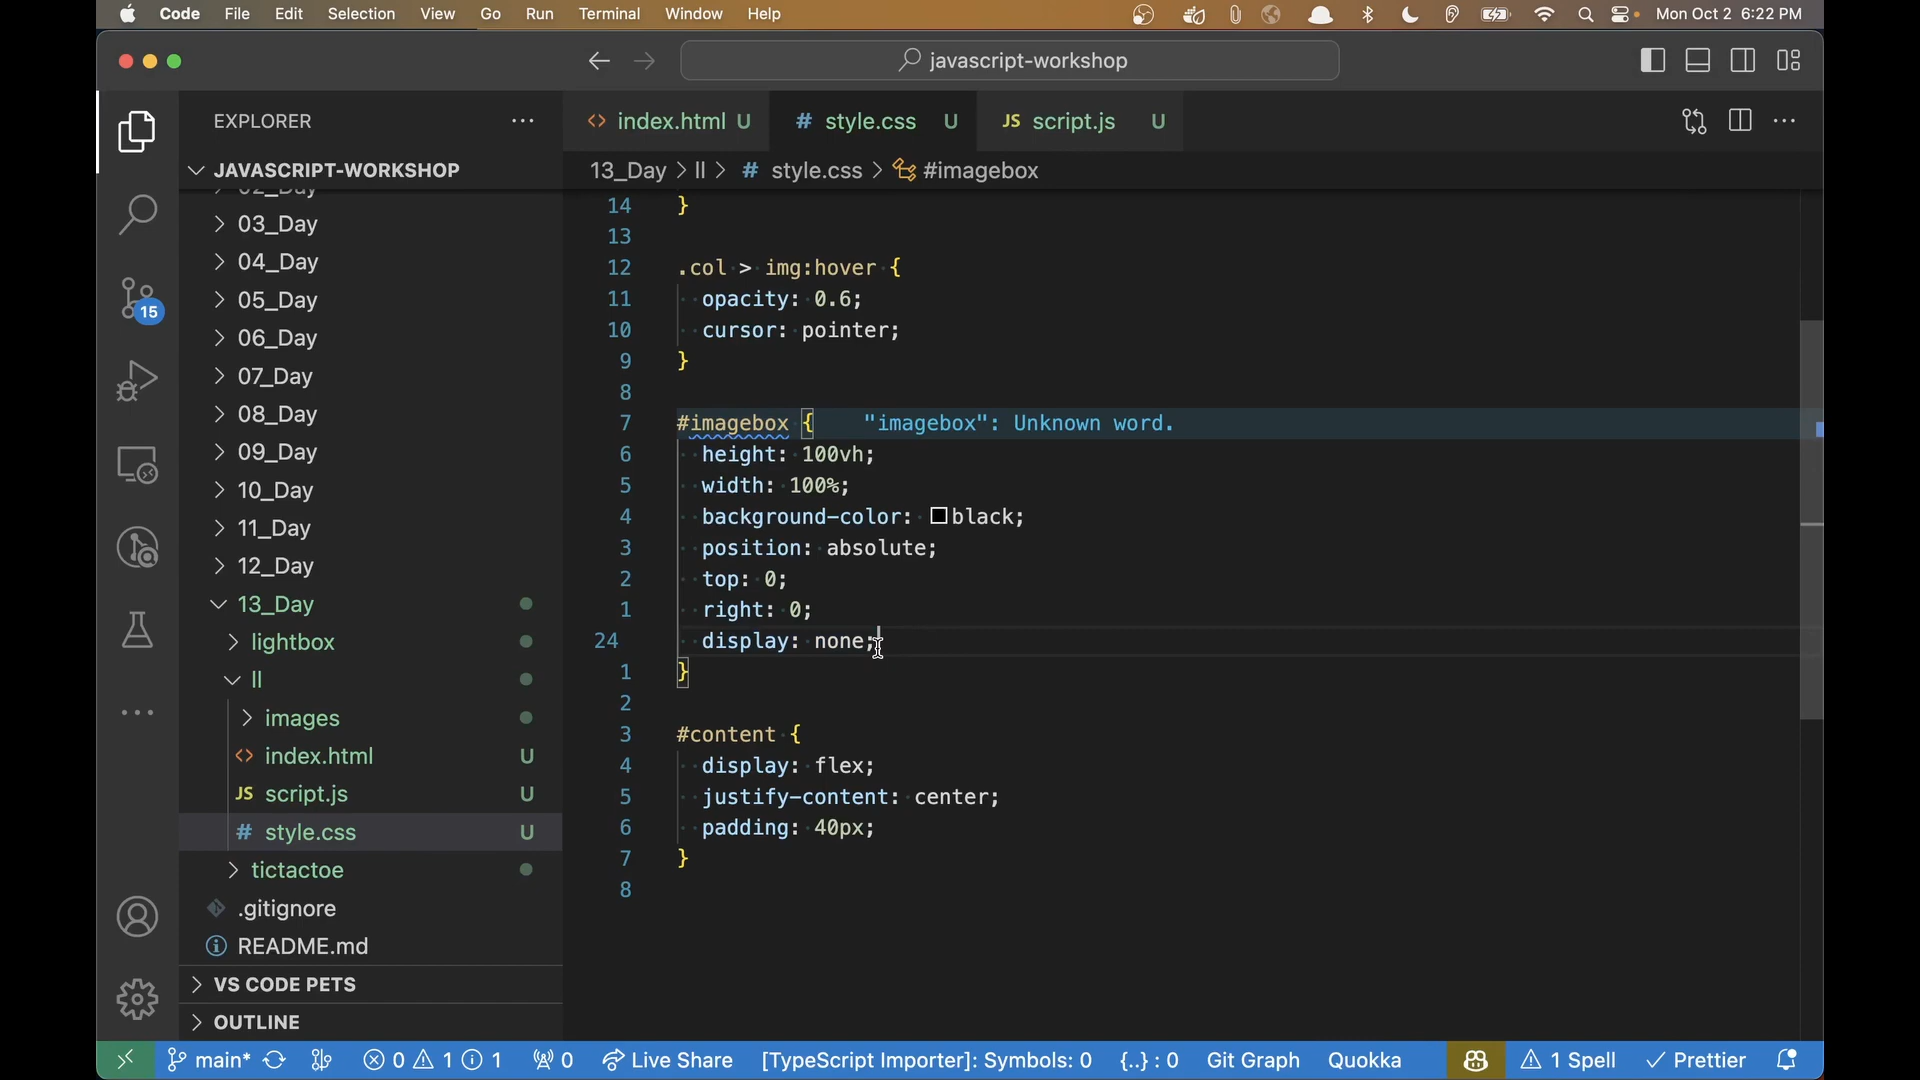 Code File Edit Selection View Go Run Terminal Window Help Mon Oct 2 6:22 PM
javascript-workshop
EXPLORER
JAVASCRIPT-WORKSHOP
02_Day
03_Day
04_Day
05_Day
06_Day
07_Day
08_Day
09_Day
10_Day
11_Day
12_Day
13_Day
lightbox
ll
images
index.html U
JS script.js U
# style.css U
tictactoe
.gitignore
README.md
VS CODE PETS
OUTLINE
15
<> index.html U # style.css U JS script.js U
13_Day > ll > # style.css > #imagebox
14 }
13
12 .col > img:hover {
11 opacity: 0.6;
10 cursor: pointer;
9 }
8
7 #imagebox { "imagebox": Unknown word.
6 height: 100vh;
5 width: 100%;
4 background-color: black;
3 position: absolute;
2 top: 0;
1 right: 0;
24 display: none;
1 }
2
3 #content {
4 display: flex;
5 justify-content: center;
6 padding: 40px;
7 }
8
main* 0 1 1 0 Live Share [TypeScript Importer]: Symbols: 0 {..} : 0 Git Graph Quokka 1 Spell Prettier